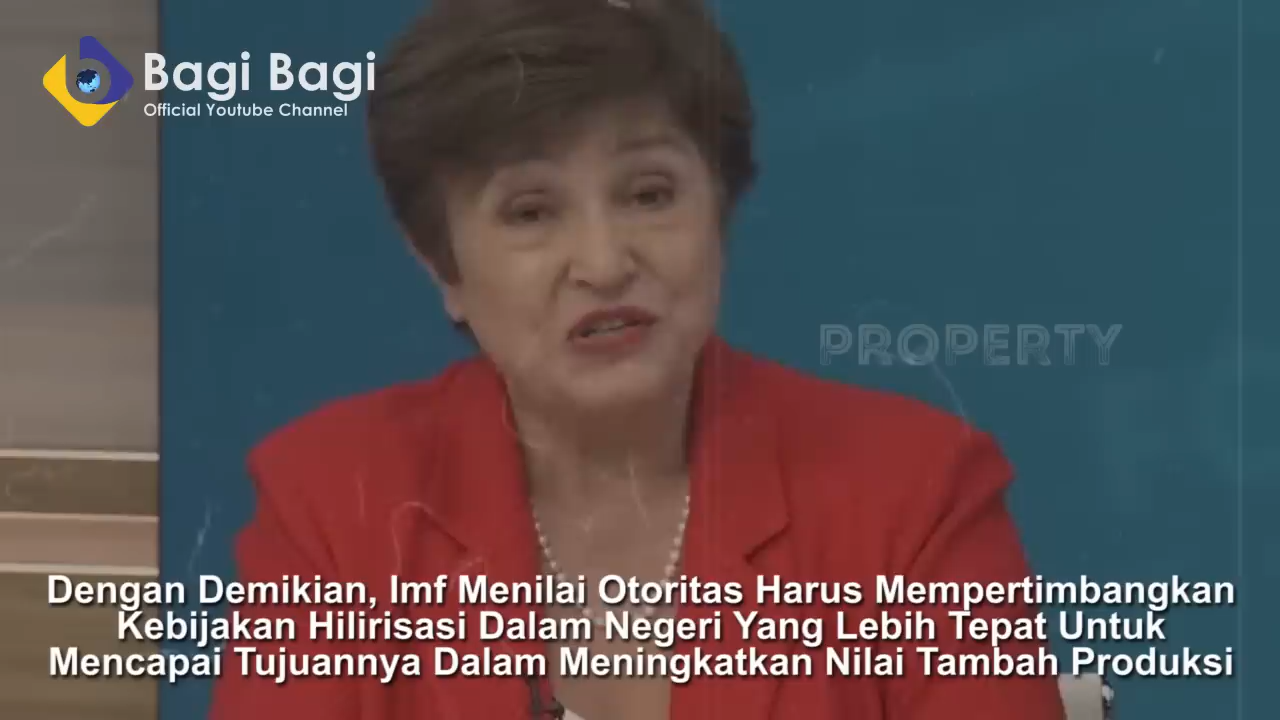 Bagi Bagi
Official Youtube Channel
PROPERTY
Dengan Demikian, Imf Menilai Otoritas Harus Mempertimbangkan
Kebijakan Hilirisasi Dalam Negeri Yang Lebih Tepat Untuk
Mencapai Tujuannya Dalam Meningkatkan Nilai Tambah Produksi